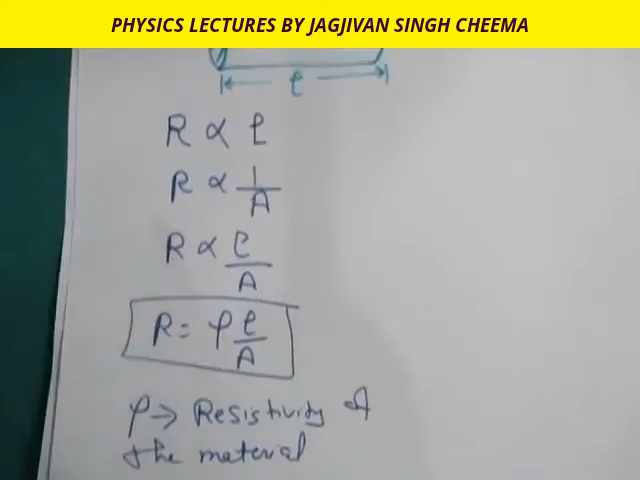 PHYSICS LECTURES BY JAGJIVAN SINGH CHEEMA
ℓ
R ∝ ℓ
R ∝ 1/A
R ∝ ℓ/A
R = ρ ℓ/A
ρ → Resistivity of
the material